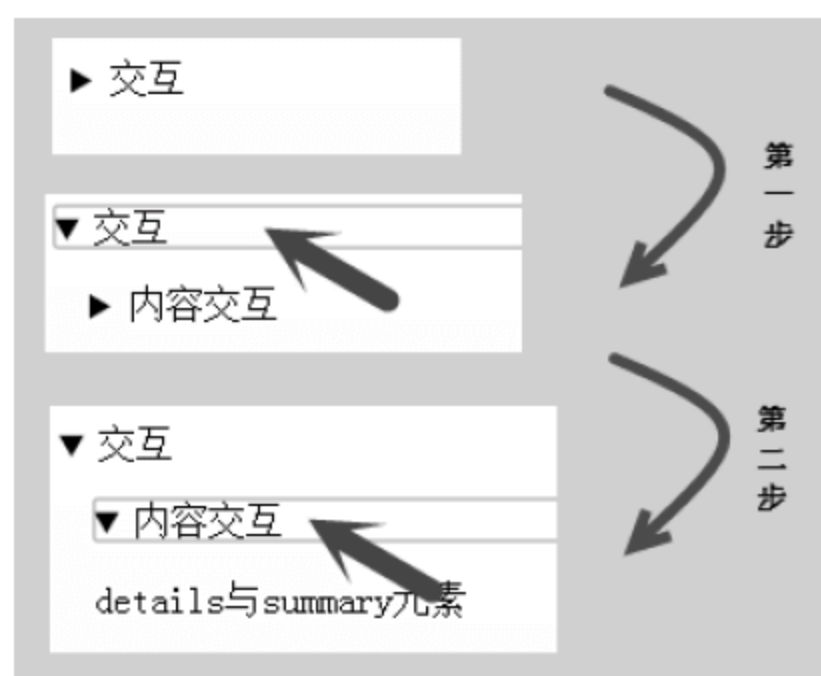 交互
第一步
交互
内容交互
第二步
交互
内容交互
details与summary元素